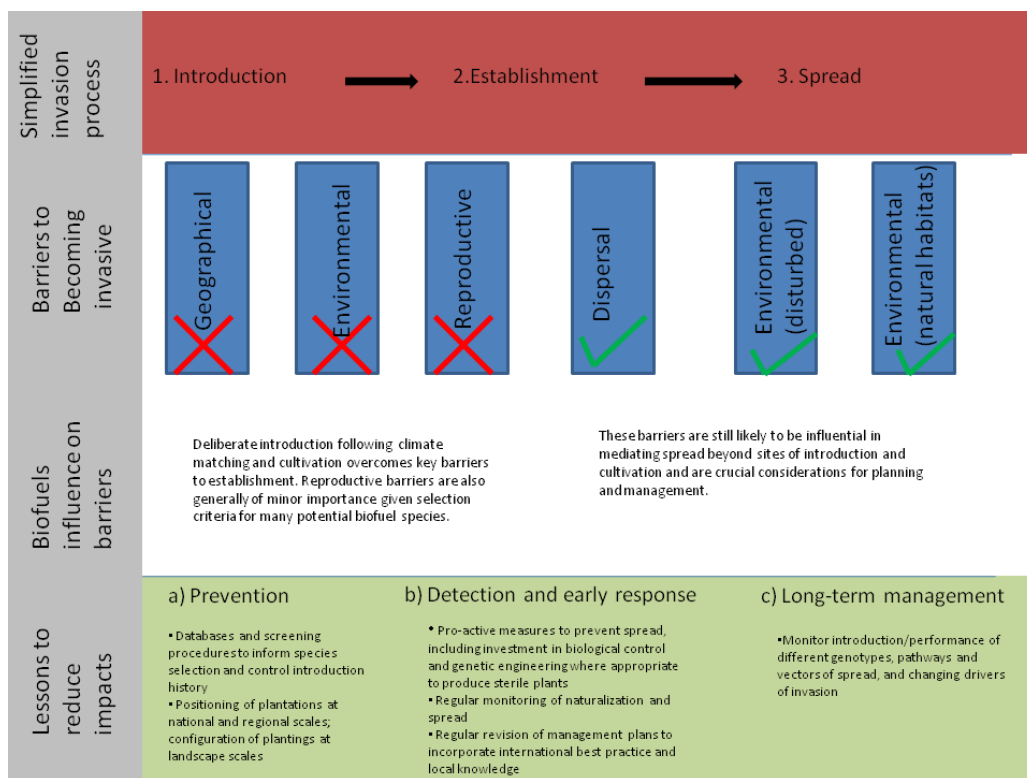 Simplified
invasion
process
1. Introduction
2.Establishment
3. Spread
Barriers to
Becoming
invasive
Geographical
Environmental
Reproductive
Dispersal
Environmental
(disturbed)
Environmental
(natural habitats)
Biofuels
influence on
barriers
Deliberate introduction following climate
matching and cultivation overcomes key barriers
to establishment. Reproductive barriers are also
generally of minor importance given selection
criteria for many potential biofuel species.
These barriers are still likely to be influential in
mediating spread beyond sites of introduction and
cultivation and are crucial considerations for planning
and management.
Lessons to
reduce
impacts
a) Prevention
▪Databases and screening
procedures to inform species
selection and control introduction
history
▪Positioning of plantations at
national and regional scales;
configuration of plantings at
landscape scales
b) Detection and early response
▪ Pro-active measures to prevent spread,
including investment in biological control
and genetic engineering where appropriate
to produce sterile plants
▪Regular monitoring of naturalization and
spread
▪Regular revision of management plans to
incorporate international best practice and
local knowledge
c) Long-term management
▪Monitor introduction/performance of
different genotypes, pathways and
vectors of spread, and changing drivers
of invasion